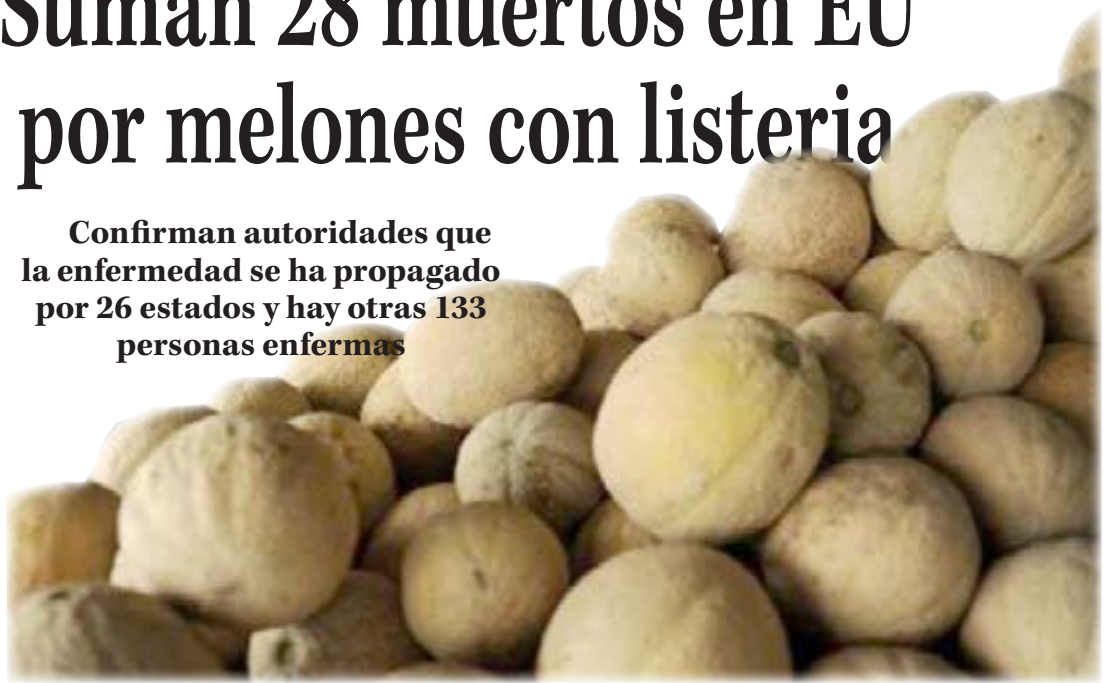 Suman 28 muertos en EU
por melones con listeria
Confirman autoridades que
la enfermedad se ha propagado
por 26 estados y hay otras 133
personas enfermas